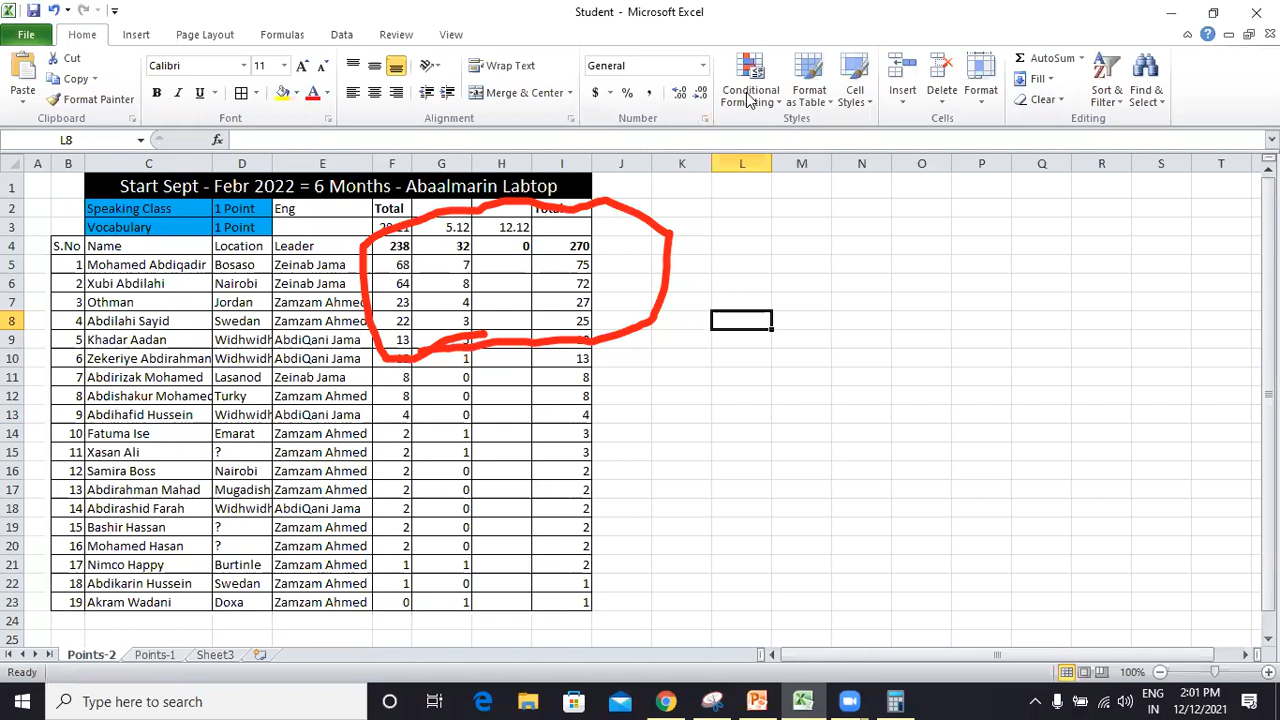 Student - Microsoft Excel
File Home Insert Page Layout Formulas Data Review View
Cut
Copy
Format Painter
Paste
Clipboard
Calibri 11
B I U A
Font
Wrap Text
Merge & Center
Alignment
General
$ % ,
Number
Conditional Formatting
Format as Table
Cell Styles
Styles
Insert Delete Format
Cells
AutoSum
Fill
Clear
Sort & Filter
Find & Select
Editing
L8 fx
A B C D E F G H I J K L M N O P Q R S T
1 Start Sept - Febr 2022 = 6 Months - Abaalmarin Labtop
2 Speaking Class 1 Point Eng Total Total
3 Vocabulary 1 Point 5.12 12.12
4 S.No Name Location Leader 238 32 0 270
5 1 Mohamed Abdiqadir Bosaso Zeinab Jama 68 7 75
6 2 Xubi Abdilahi Nairobi Zeinab Jama 64 8 72
7 3 Othman Jordan Zamzam Ahmed 23 4 27
8 4 Abdilahi Sayid Swedan Zamzam Ahmed 22 3 25
9 5 Khadar Aadan Widhwidh AbdiQani Jama 13
10 6 Zekeriye Abdirahman Widhwidh AbdiQani Jama 1 13
11 7 Abdirizak Mohamed Lasanod Zeinab Jama 8 0 8
12 8 Abdishakur Mohamed Turky Zamzam Ahmed 8 0 8
13 9 Abdihafid Hussein Widhwidh AbdiQani Jama 4 0 4
14 10 Fatuma Ise Emarat Zamzam Ahmed 2 1 3
15 11 Xasan Ali ? Zamzam Ahmed 2 1 3
16 12 Samira Boss Nairobi Zamzam Ahmed 2 0 2
17 13 Abdirahman Mahad Mugadish Zamzam Ahmed 2 0 2
18 14 Abdirashid Farah Widhwidh AbdiQani Jama 2 0 2
19 15 Bashir Hassan ? Zamzam Ahmed 2 0 2
20 16 Mohamed Hasan ? Zamzam Ahmed 2 0 2
21 17 Nimco Happy Burtinle Zamzam Ahmed 1 1 2
22 18 Abdikarin Hussein Swedan Zamzam Ahmed 1 0 1
23 19 Akram Wadani Doxa Zamzam Ahmed 0 1 1
24
25
Points-2 Points-1 Sheet3
Ready 100%
Type here to search
ENG 2:01 PM
IN 12/12/2021